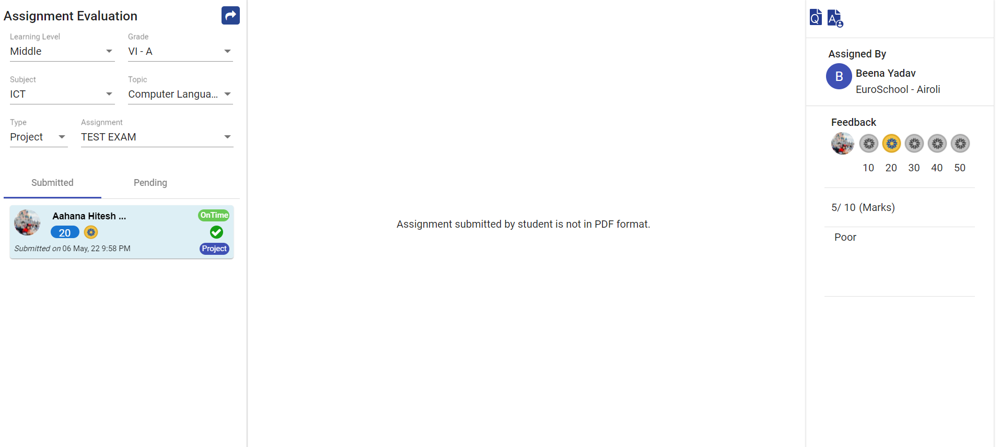 Assignment Evaluation
Learning Level
Grade
Middle
VI - A
Subject
Topic
ICT
Computer Langua...
Type
Assignment
Project
TEST EXAM
Submitted
Pending
Aahana Hitesh ...
OnTime
20
Submitted on 06 May, 22 9:58 PM
Project
Assignment submitted by student is not in PDF format.
Q
A
Assigned By
B
Beena Yadav
EuroSchool - Airoli
Feedback
10 20 30 40 50
5/ 10 (Marks)
Poor